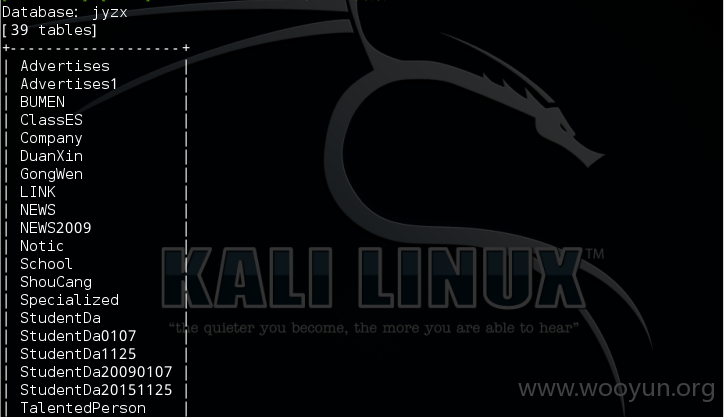 Database: jyzx
[39 tables]
+------------------+
| Advertises       |
| Advertises1      |
| BUMEN            |
| ClassES          |
| Company          |
| DuanXin          |
| GongWen          |
| LINK             |
| NEWS             |
| NEWS2009         |
| Notic            |
| School           |
| ShouCang         |
| Specialized      |
| StudentDa        |
| StudentDa0107    |
| StudentDa1125    |
| StudentDa20090107 |
| StudentDa20151125 |
| TalentedPerson   |
KALI LINUX™
“the quieter you become, the more you are able to hear”
www.wooyun.org